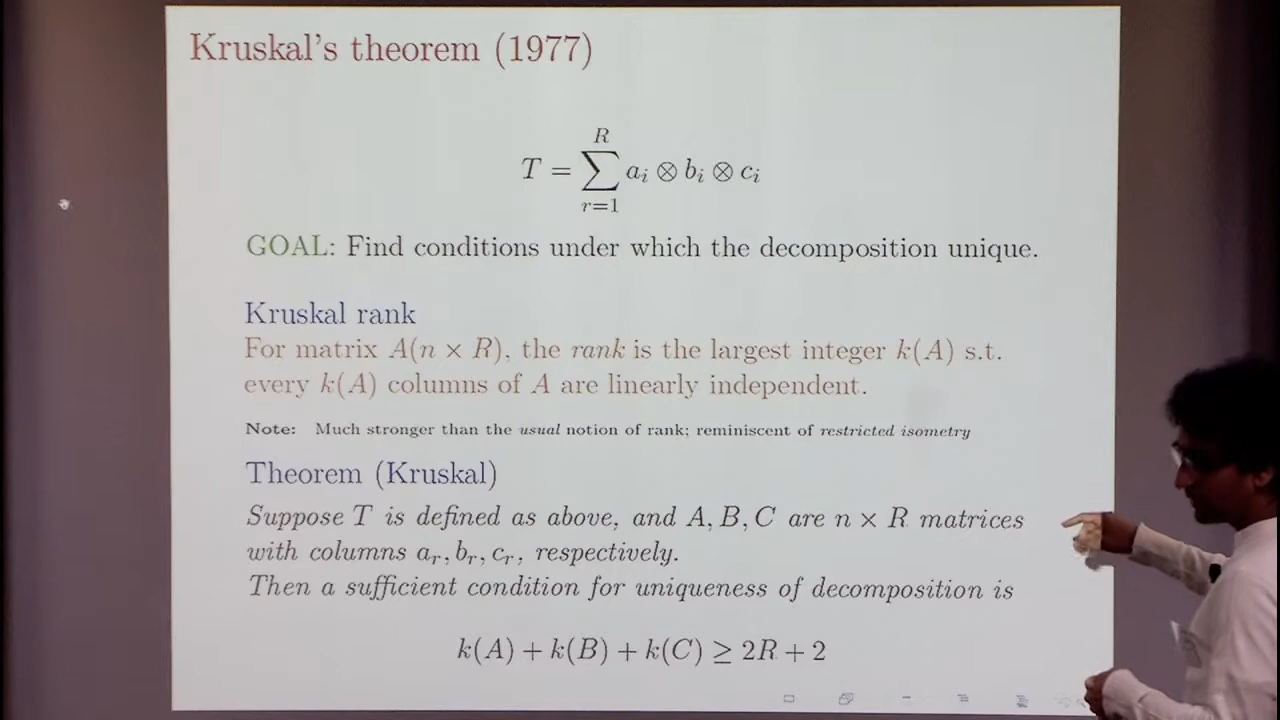 Kruskal's theorem (1977)
R
T = ∑ a_i ⊗ b_i ⊗ c_i
r=1
GOAL: Find conditions under which the decomposition unique.
Kruskal rank
For matrix A(n × R), the rank is the largest integer k(A) s.t.
every k(A) columns of A are linearly independent.
Note: Much stronger than the usual notion of rank; reminiscent of restricted isometry
Theorem (Kruskal)
Suppose T is defined as above, and A, B, C are n × R matrices
with columns a_r, b_r, c_r, respectively.
Then a sufficient condition for uniqueness of decomposition is
k(A) + k(B) + k(C) ≥ 2R + 2